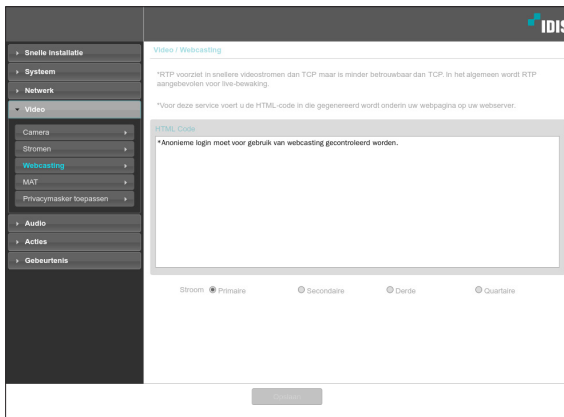 IDIS
Snelle installatie
Systeem
Netwerk
Video
Camera
Stromen
Webcasting
MAT
Privacymasker toepassen
Audio
Acties
Gebeurtenis
Video / Webcasting
*RTP voorziet in snellere videostromen dan TCP maar is minder betrouwbaar dan TCP. In het algemeen wordt RTP
aangebevolen voor live-bewaking.
*Voor deze service voert u de HTML-code in die gegenereerd wordt onderin uw webpagina op uw webserver.
HTML Code
*Anonieme login moet voor gebruik van webcasting gecontroleerd worden.
Stroom Primaire Secondaire Derde Quartaire